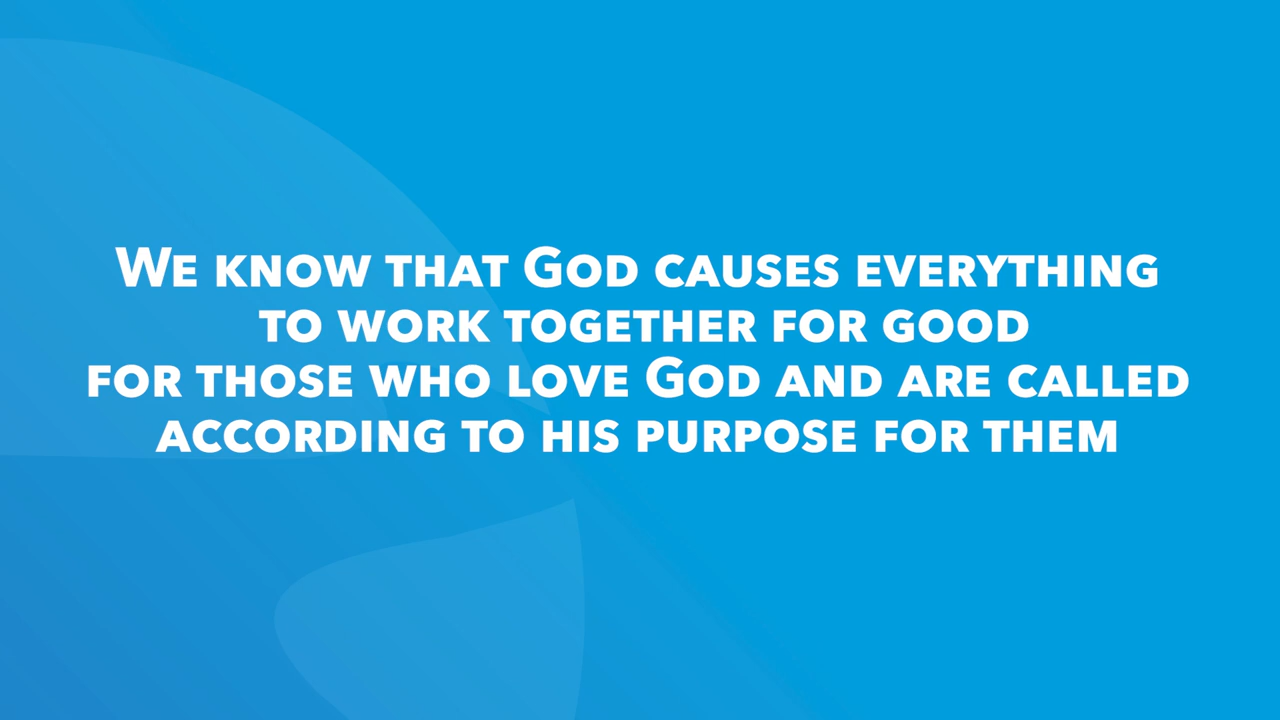 We know that God causes everything
to work together for good
for those who love God and are called
according to his purpose for them